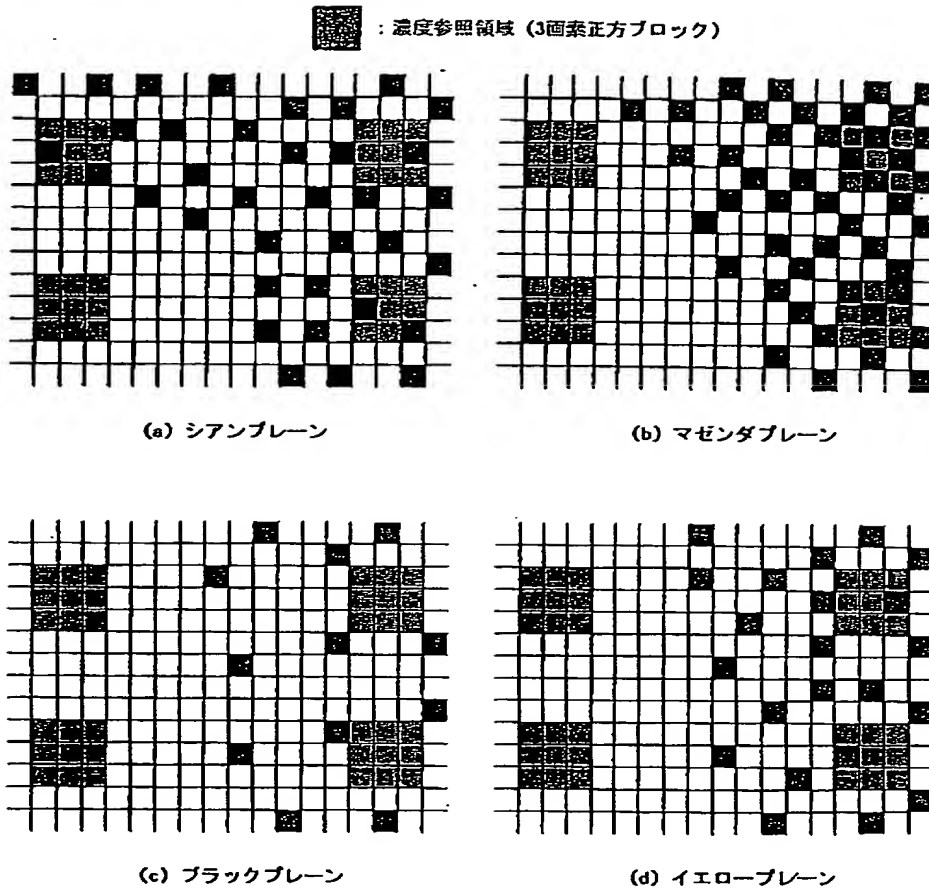 ：濃度参照領域（3画素正方ブロック）
(a) シアンプレーン
(b) マゼンダプレーン
(c) ブラックプレーン
(d) イエロープレーン